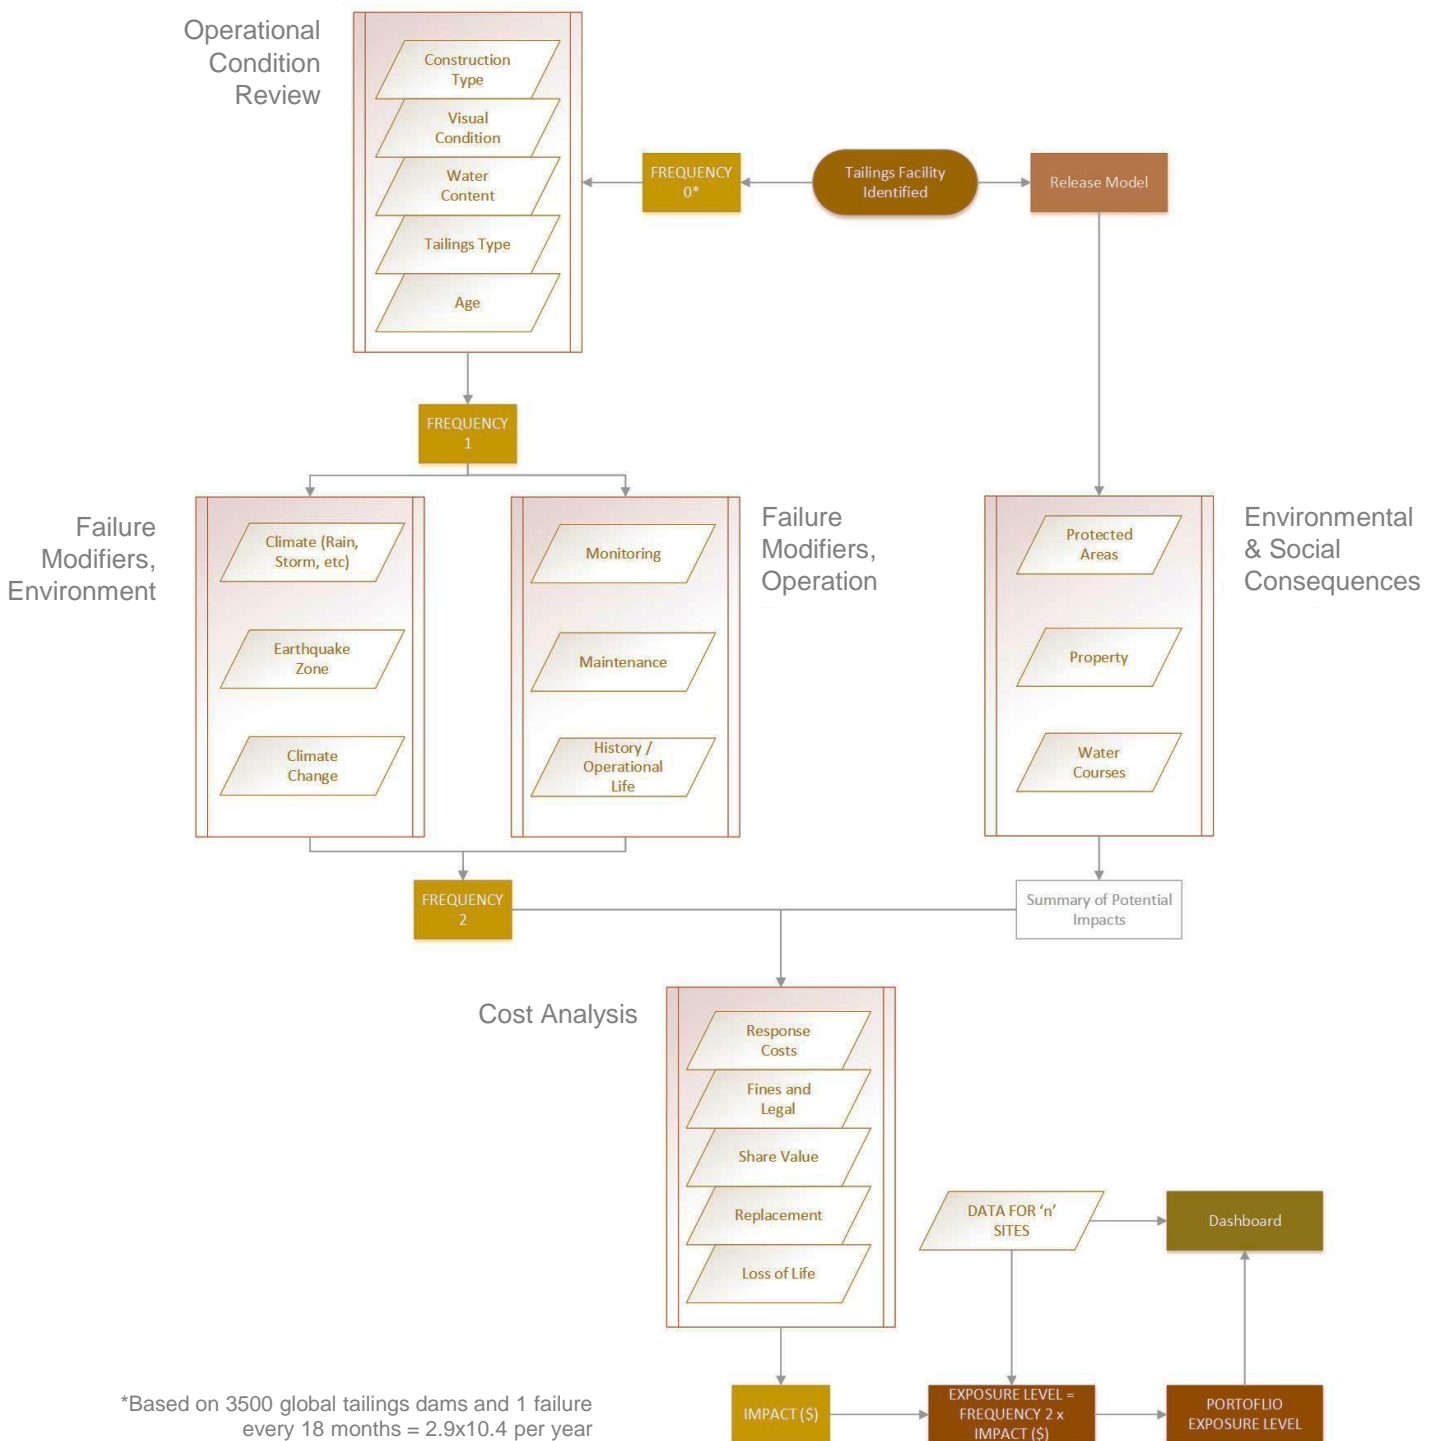 Operational
Condition
Review
Construction
Type
Visual
Condition
Water
Content
Tailings Type
Age
FREQUENCY
0*
Tailings Facility
Identified
Release Model
FREQUENCY
1
Failure
Modifiers,
Environment
Climate (Rain,
Storm, etc)
Earthquake
Zone
Climate
Change
Monitoring
Maintenance
History /
Operational
Life
Failure
Modifiers,
Operation
Protected
Areas
Property
Water
Courses
Environmental
& Social
Consequences
FREQUENCY
2
Summary of Potential
Impacts
Cost Analysis
Response
Costs
Fines and
Legal
Share Value
Replacement
Loss of Life
DATA FOR ‘n’
SITES
Dashboard
IMPACT ($)
EXPOSURE LEVEL =
FREQUENCY 2 x
IMPACT ($)
PORTOFLIO
EXPOSURE LEVEL
*Based on 3500 global tailings dams and 1 failure
every 18 months = 2.9x10.4 per year